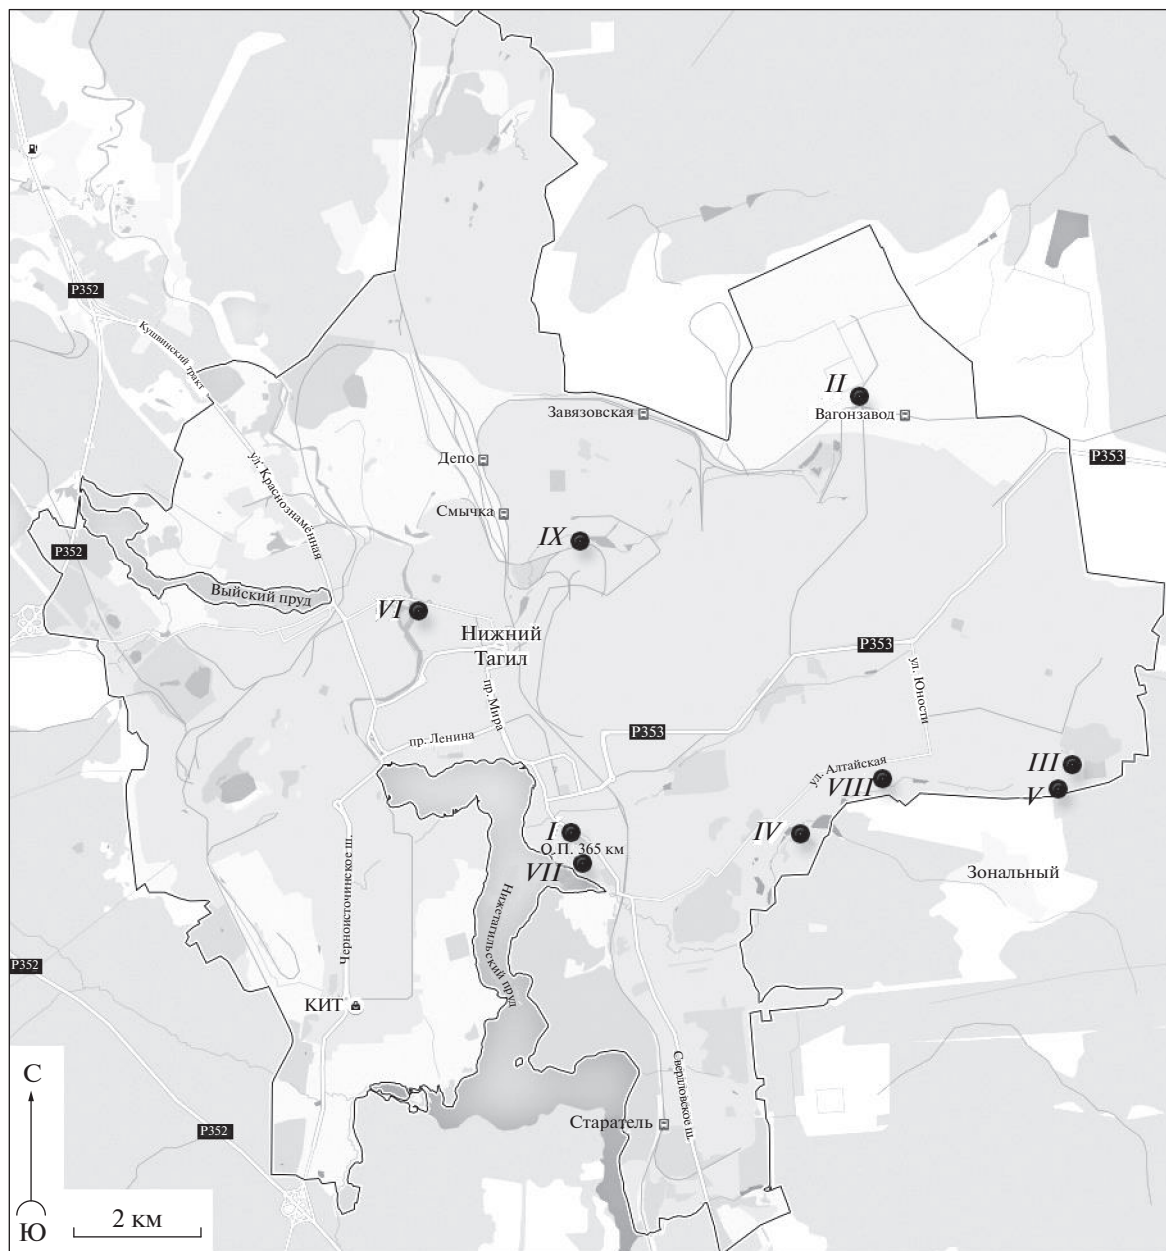 Р352
Кушвинский тракт
II
Завязовская
Вагонзавод
ул. Краснознамённая
Депо
Р353
Смычка
IX
Р352
Выйский пруд
VI
Нижний
Тагил
Р353
ул. Юности
пр. Мира
пр. Ленина
Р353
ул. Алтайская
III
VIII
V
I
IV
О.П. 365 км
VII
Зональный
Черноисточинское ш.
Нижетагильский пруд
Р352
КИТ
Свердловское ш.
С
Старатель
Р352
Ю
2 км